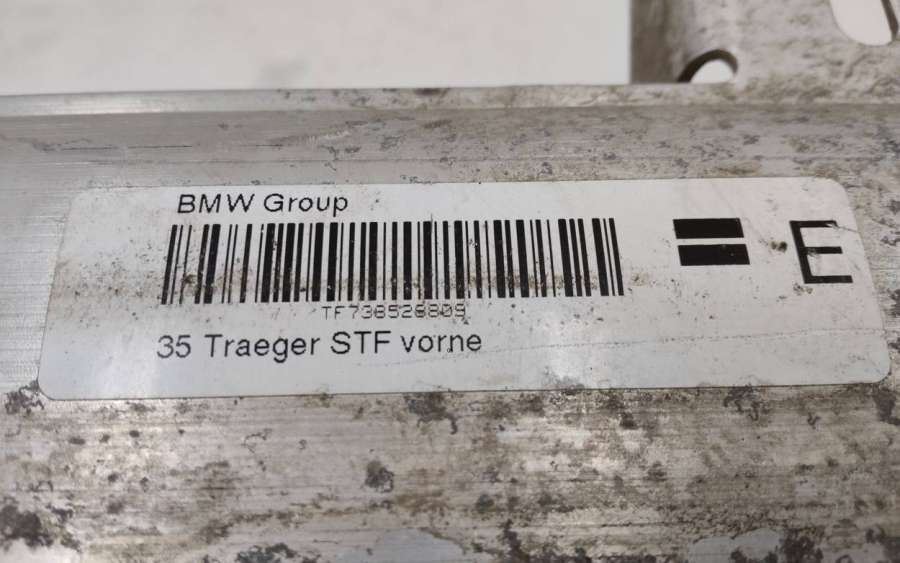 BMW Group
E
TF738528809
35 Traeger STF vorne